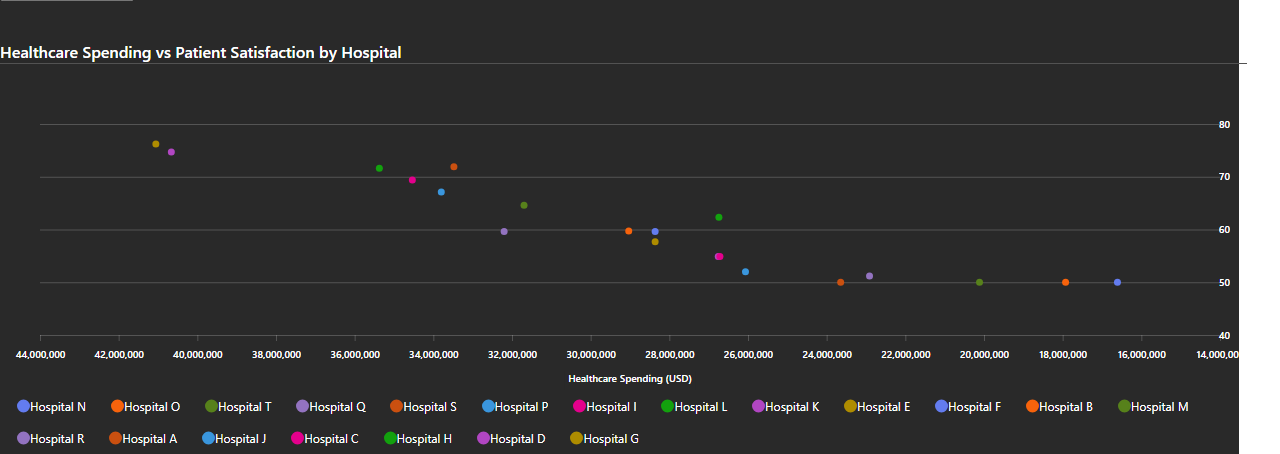 Healthcare Spending vs Patient Satisfaction by Hospital
80
70
60
50
40
44,000,000 42,000,000 40,000,000 38,000,000 36,000,000 34,000,000 32,000,000 30,000,000 28,000,000 26,000,000 24,000,000 22,000,000 20,000,000 18,000,000 16,000,000 14,000,00
Healthcare Spending (USD)
Hospital N Hospital O Hospital T Hospital Q Hospital S Hospital P Hospital I Hospital L Hospital K Hospital E Hospital F Hospital B Hospital M
Hospital R Hospital A Hospital J Hospital C Hospital H Hospital D Hospital G